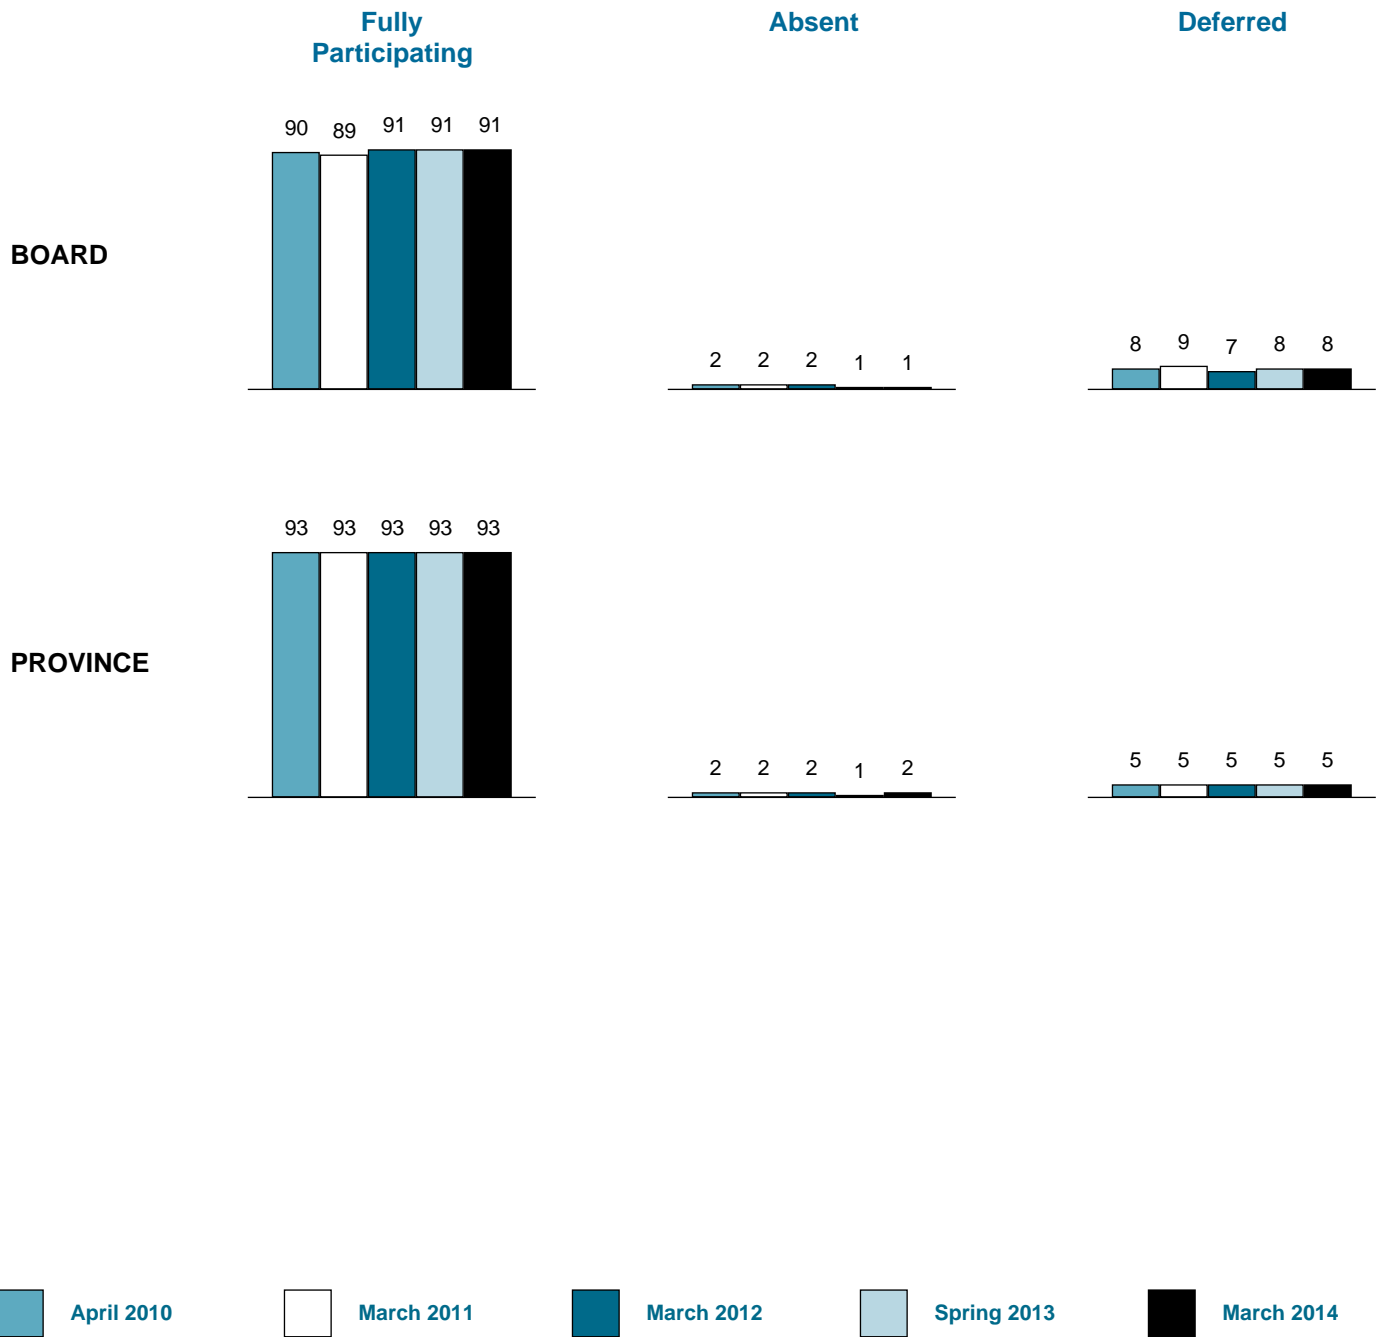 Fully
Participating
Absent
Deferred
90 89 91 91 91
BOARD
2 2 2 1 1
8 9 7 8 8
93 93 93 93 93
PROVINCE
2 2 2 1 2
5 5 5 5 5
April 2010
March 2011
March 2012
Spring 2013
March 2014